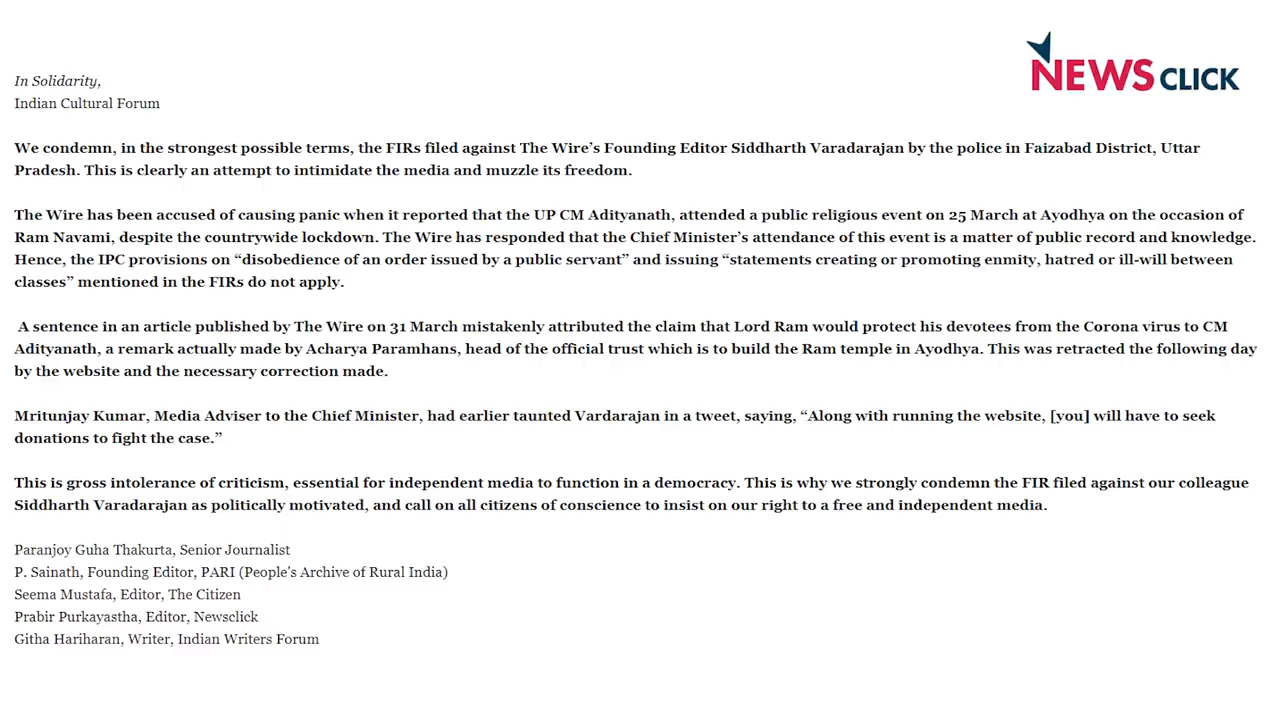 NEWS CLICK
In Solidarity,
Indian Cultural Forum
We condemn, in the strongest possible terms, the FIRs filed against The Wire’s Founding Editor Siddharth Varadarajan by the police in Faizabad District, Uttar
Pradesh. This is clearly an attempt to intimidate the media and muzzle its freedom.
The Wire has been accused of causing panic when it reported that the UP CM Adityanath, attended a public religious event on 25 March at Ayodhya on the occasion of
Ram Navami, despite the countrywide lockdown. The Wire has responded that the Chief Minister’s attendance of this event is a matter of public record and knowledge.
Hence, the IPC provisions on “disobedience of an order issued by a public servant” and issuing “statements creating or promoting enmity, hatred or ill-will between
classes” mentioned in the FIRs do not apply.
A sentence in an article published by The Wire on 31 March mistakenly attributed the claim that Lord Ram would protect his devotees from the Corona virus to CM
Adityanath, a remark actually made by Acharya Paramhans, head of the official trust which is to build the Ram temple in Ayodhya. This was retracted the following day
by the website and the necessary correction made.
Mritunjay Kumar, Media Adviser to the Chief Minister, had earlier taunted Vardarajan in a tweet, saying, “Along with running the website, [you] will have to seek
donations to fight the case.”
This is gross intolerance of criticism, essential for independent media to function in a democracy. This is why we strongly condemn the FIR filed against our colleague
Siddharth Varadarajan as politically motivated, and call on all citizens of conscience to insist on our right to a free and independent media.
Paranjoy Guha Thakurta, Senior Journalist
P. Sainath, Founding Editor, PARI (People's Archive of Rural India)
Seema Mustafa, Editor, The Citizen
Prabir Purkayastha, Editor, Newsclick
Githa Hariharan, Writer, Indian Writers Forum